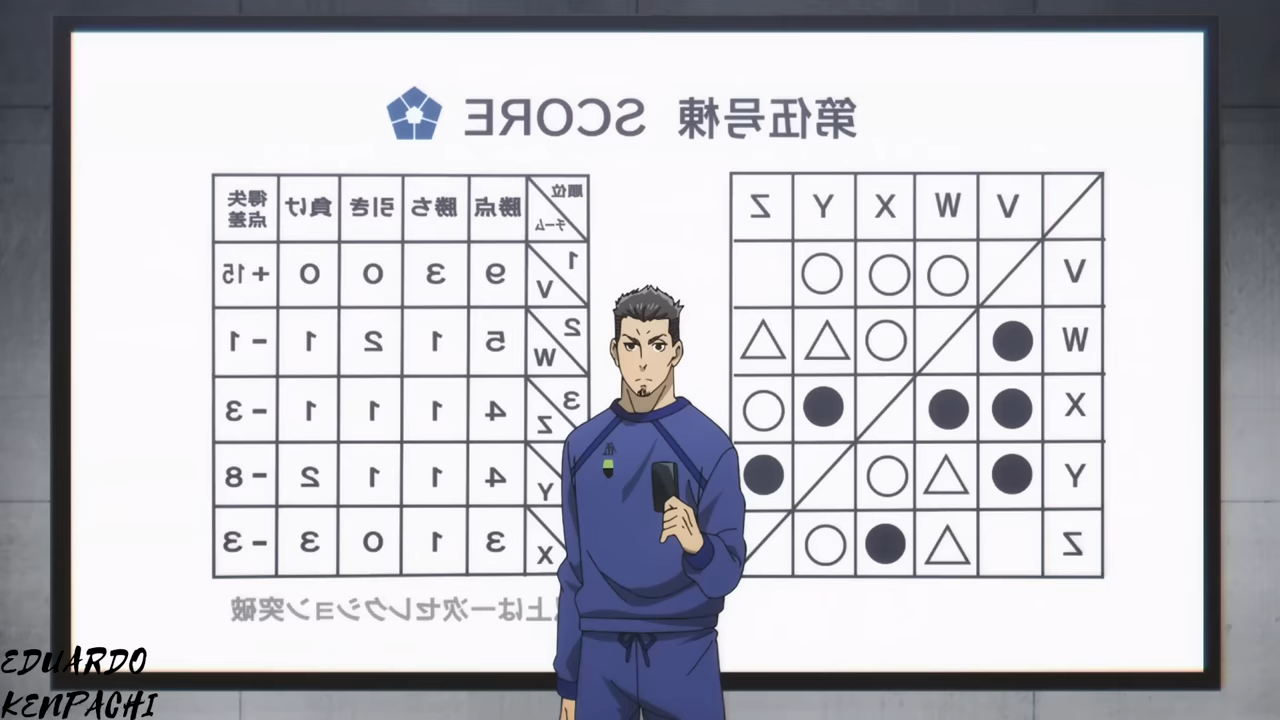 第伍号棟 SCORE
V W X Y Z
V ○ ○ ○
W ● ○ △ △
X ● ● ● ○
Y ● △ ○ ●
Z △ ● ○
順位 チーム 勝点 勝ち 引き 負け 得失点差
1 V 9 3 0 0 +15
2 W 5 1 2 1 -1
3 Z 4 1 1 1 -3
Y 4 1 1 2 -8
X 3 1 0 3 -3
上は一次セレクション突破
伍
EDUARDO
KENPACHI